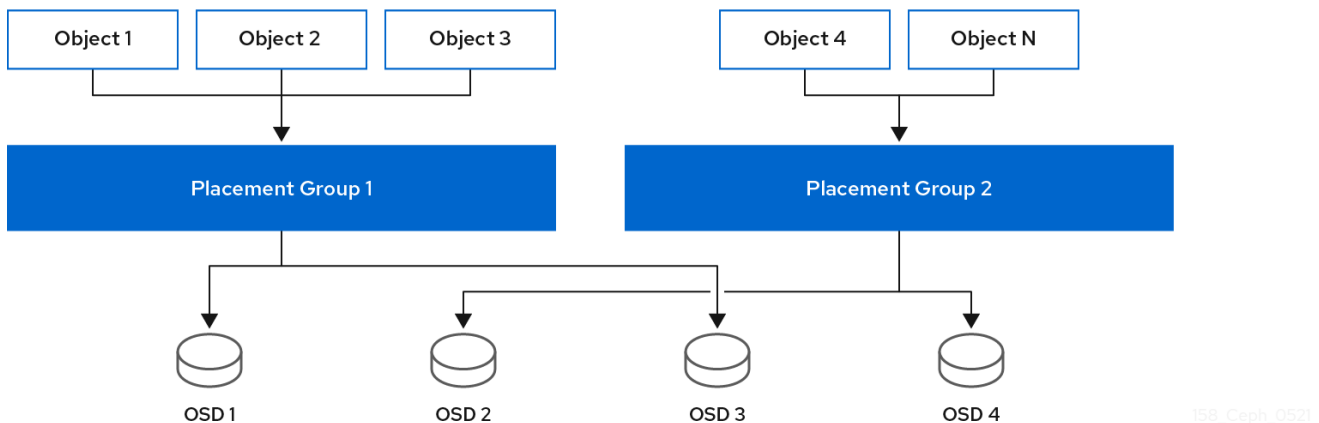 Object 1
Object 2
Object 3
Object 4
Object N
Placement Group 1
Placement Group 2
OSD 1
OSD 2
OSD 3
OSD 4
158_Ceph_0521